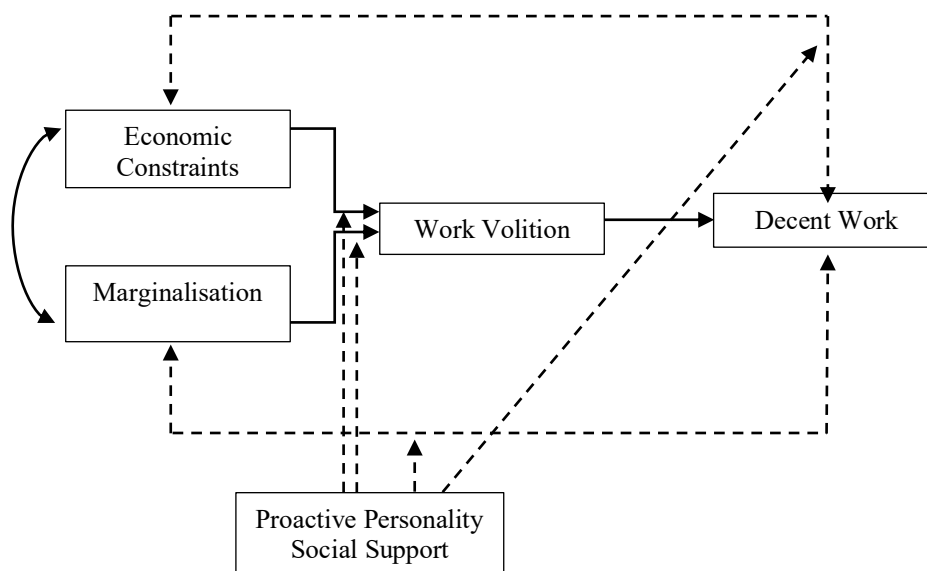 Economic
Constraints
Work Volition
Decent Work
Marginalisation
Proactive Personality
Social Support